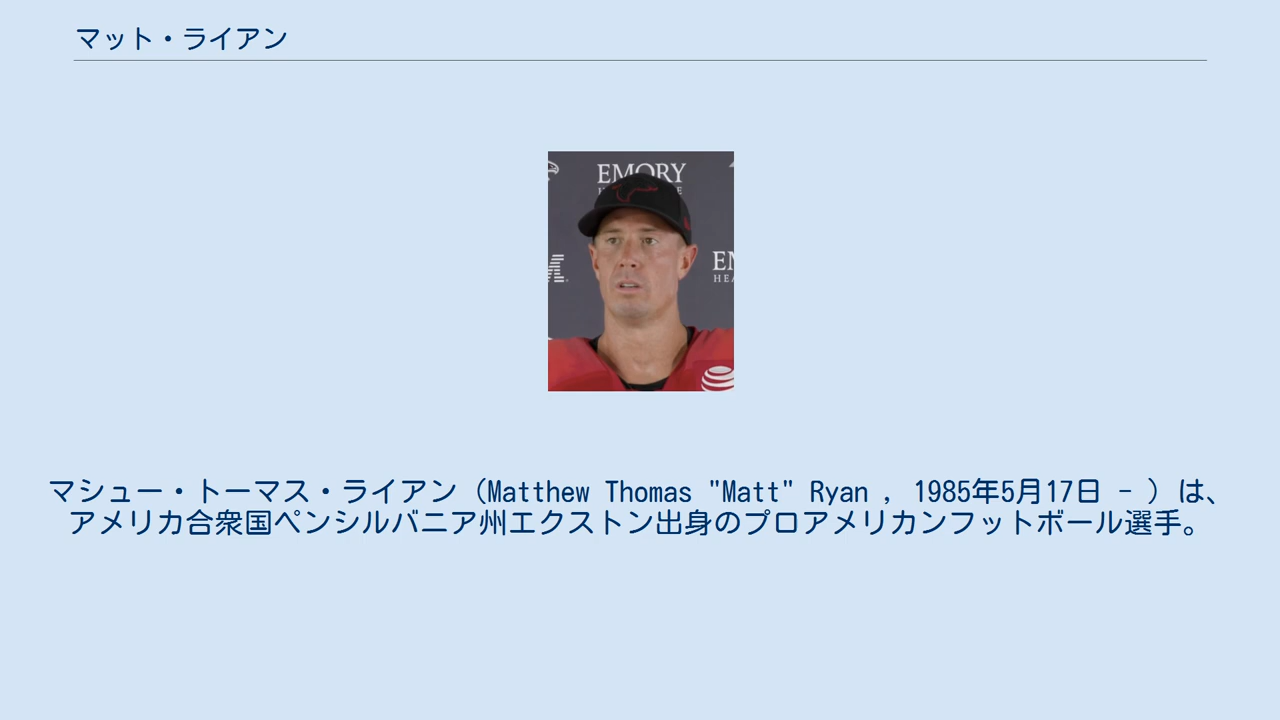 マット・ライアン
EMORY
EM
HEA
マシュー・トーマス・ライアン（Matthew Thomas "Matt" Ryan , 1985年5月17日 - ）は、
アメリカ合衆国ペンシルバニア州エクストン出身のプロアメリカンフットボール選手。